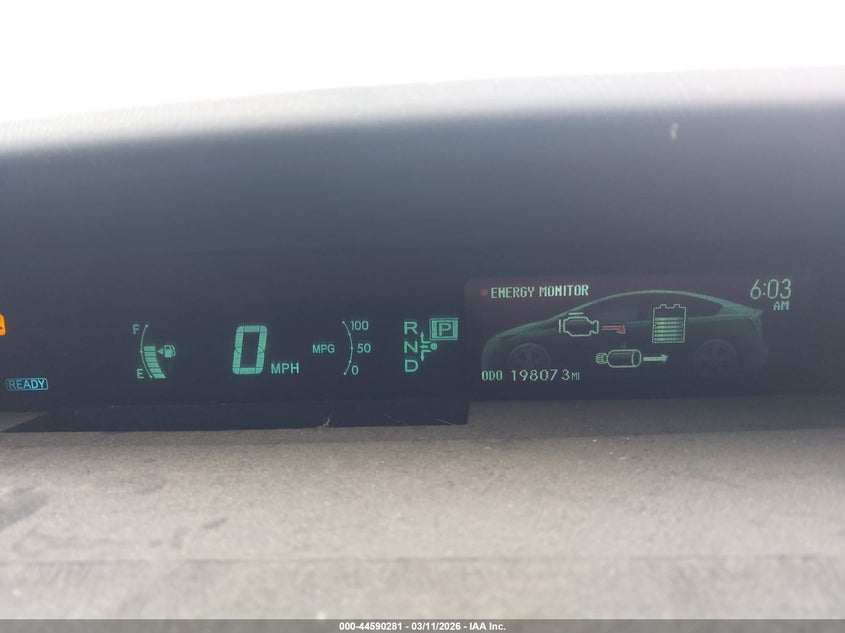 ENERGY MONITOR
6:03
AM
F
E
READY
0 MPH
MPG
100
50
0
R
N
D
P
ODO 198073 MI
000-44590281 - 03/11/2026 - IAA Inc.